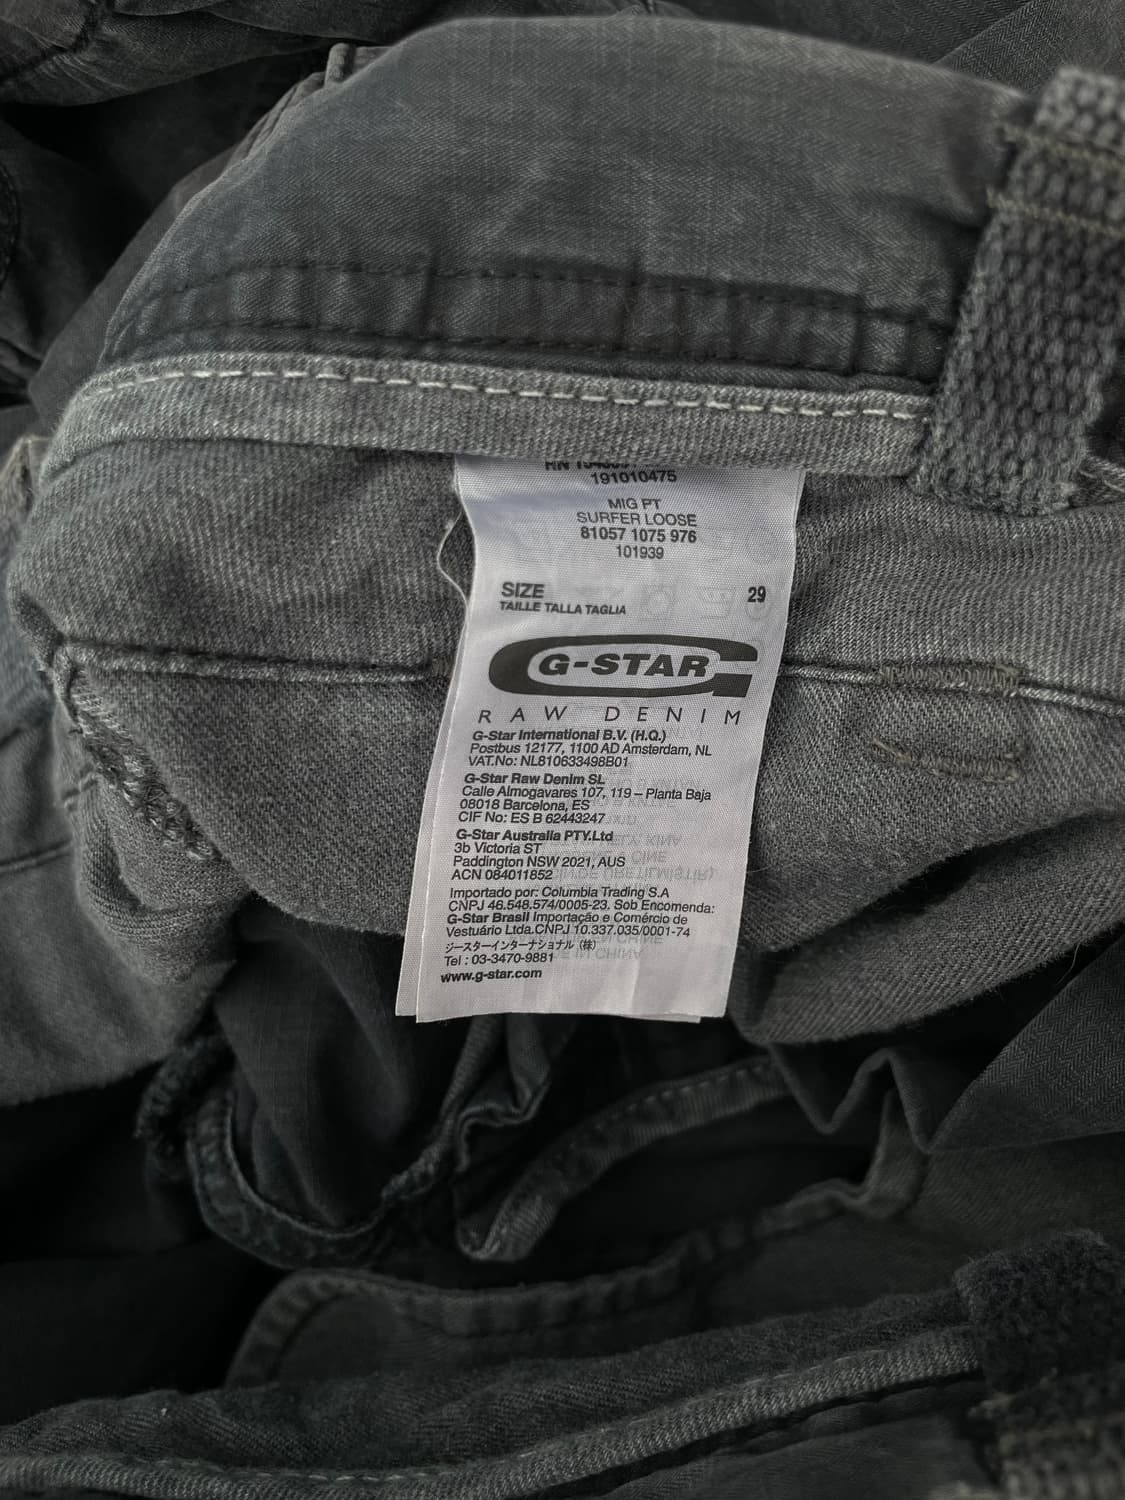 191010475
MIG PT
SURFER LOOSE
81057 1075 976
101939
SIZE 29
TAILLE TALLA TAGLIA
G-STAR
RAW DENIM
G-Star International B.V. (H.Q.)
Postbus 12177, 1100 AD Amsterdam, NL
VAT.No: NL810633498B01
G-Star Raw Denim SL
Calle Almogavares 107, 119 – Planta Baja
08018 Barcelona, ES
CIF No: ES B 62443247
G-Star Australia PTY.Ltd
3b Victoria ST
Paddington NSW 2021, AUS
ACN 084011852
Importado por: Columbia Trading S.A
CNPJ 46.548.574/0005-23. Sob Encomenda:
G-Star Brasil Importação e Comércio de
Vestuário Ltda.CNPJ 10.337.035/0001-74
ジースターインターナショナル（株）
Tel : 03-3470-9881
www.g-star.com